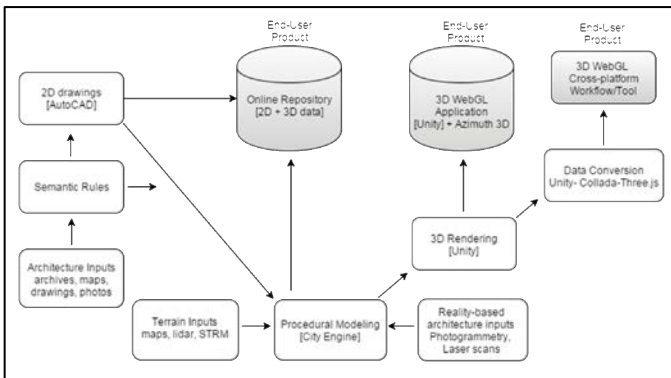 End-User
Product
End-User
Product
End-User
Product
2D drawings
[AutoCAD]
Online Repository
[2D + 3D data]
3D WebGL
Application
[Unity] + Azimuth 3D
3D WebGL
Cross-platform
Workflow/Tool
Semantic Rules
Data Conversion
Unity- Collada-Three.js
Architecture Inputs
archives, maps,
drawings, photos
3D Rendering
[Unity]
Terrain Inputs
maps, lidar, STRM
Procedural Modeling
[City Engine]
Reality-based
architecture inputs
Photogrammetry,
Laser scans